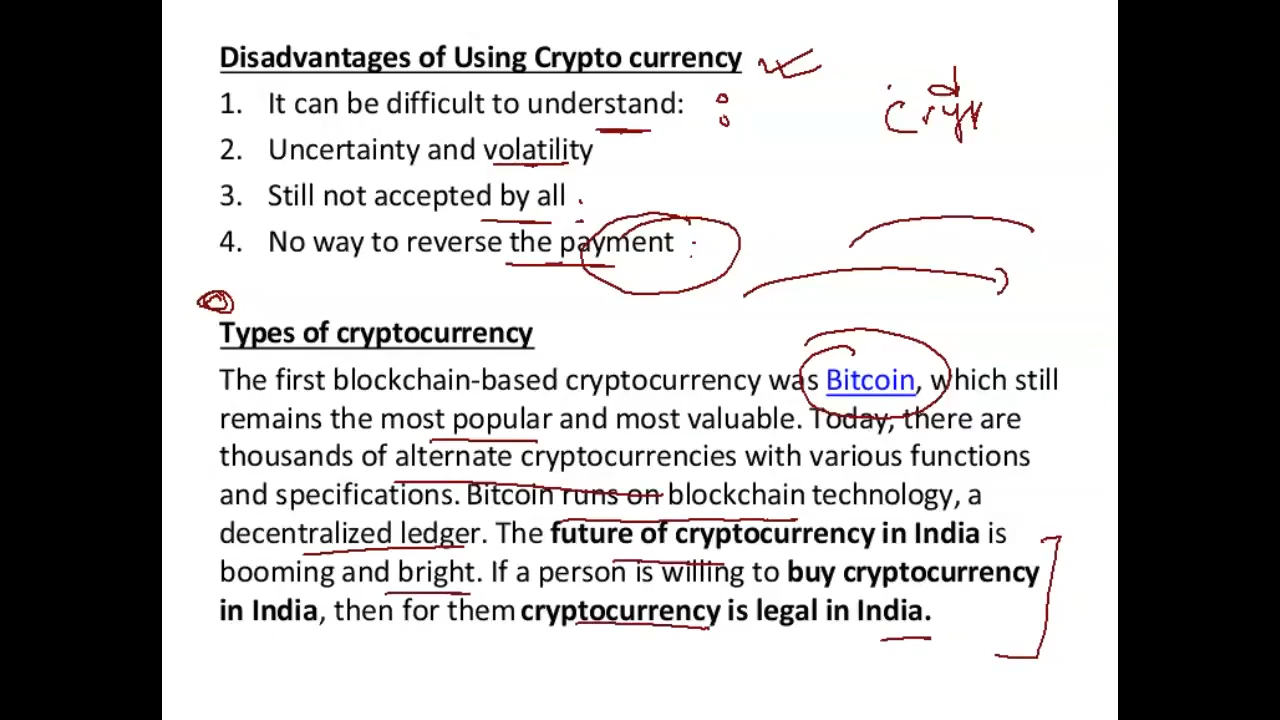 Disadvantages of Using Crypto currency
1. It can be difficult to understand:
2. Uncertainty and volatility
3. Still not accepted by all
4. No way to reverse the payment
Types of cryptocurrency
The first blockchain-based cryptocurrency was Bitcoin, which still
remains the most popular and most valuable. Today, there are
thousands of alternate cryptocurrencies with various functions
and specifications. Bitcoin runs on blockchain technology, a
decentralized ledger. The future of cryptocurrency in India is
booming and bright. If a person is willing to buy cryptocurrency
in India, then for them cryptocurrency is legal in India.